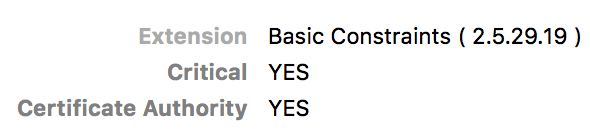 Extension Basic Constraints ( 2.5.29.19 )
Critical YES
Certificate Authority YES